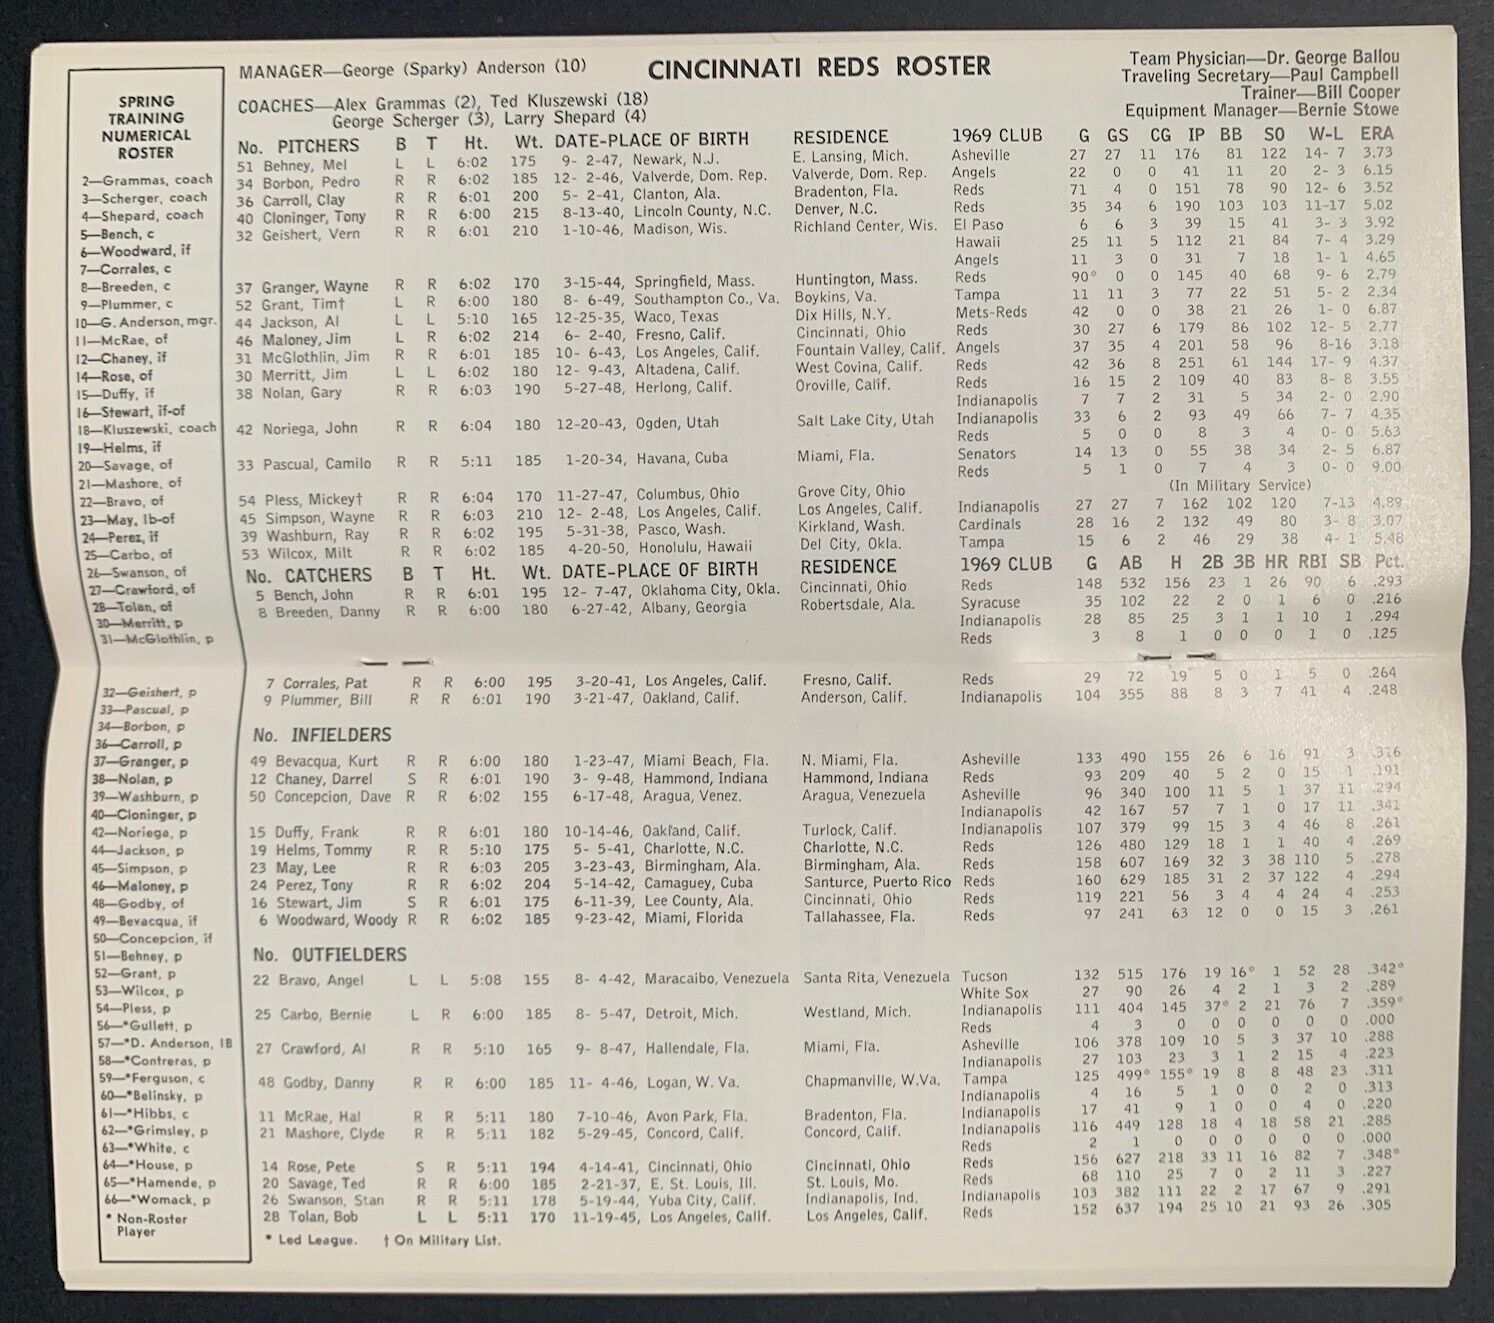 SPRING
TRAINING
NUMERICAL
ROSTER
2—Grammas, coach
3—Scherger, coach
4—Shepard, coach
5—Bench, c
6—Woodward, if
7—Corrales, c
8—Breeden, c
9—Plummer, c
10—G. Anderson, mgr.
11—McRae, of
12—Chaney, if
14—Rose, of
15—Duffy, if
16—Stewart, if-of
18—Kluszewski, coach
19—Helms, if
20—Savage, of
21—Mashore, of
22—Bravo, of
23—May, lb-of
24—Perez, if
25—Carbo, of
26—Swanson, of
27—Crawford, of
28—Tolan, of
30—Merritt, p
31—McGlothlin, p
32—Geishert, p
33—Pascual, p
34—Borbon, p
36—Carroll, p
37—Granger, p
38—Nolan, p
39—Washburn, p
40—Cloninger, p
42—Noriega, p
44—Jackson, p
45—Simpson, p
46—Maloney, p
48—Godby, of
49—Bevacqua, if
50—Concepcion, if
51—Behney, p
52—Grant, p
53—Wilcox, p
54—Pless, p
56—*Gullett, p
57—*D. Anderson, IB
58—*Contreras, p
59—*Ferguson, c
60—*Belinsky, p
61—*Hibbs, c
62—*Grimsley, p
63—*White, c
64—*House, p
65—*Hamende, p
66—*Womack, p
* Non-Roster
Player
MANAGER—George (Sparky) Anderson (10) CINCINNATI REDS ROSTER
Team Physician—Dr. George Ballou
Traveling Secretary—Paul Campbell
Trainer—Bill Cooper
Equipment Manager—Bernie Stowe
COACHES—Alex Grammas (2), Ted Kluszewski (18)
George Scherger (3), Larry Shepard (4)
No. PITCHERS B T Ht. Wt. DATE-PLACE OF BIRTH RESIDENCE 1969 CLUB G GS CG IP BB SO W-L ERA
51 Behney, Mel L L 6:02 175 9- 2-47, Newark, N.J. E. Lansing, Mich. Asheville 27 27 11 176 81 122 14- 7 3.73
34 Borbon, Pedro R R 6:02 185 12- 2-46, Valverde, Dom. Rep. Valverde, Dom. Rep. Angels 22 0 0 41 11 20 2- 3 6.15
36 Carroll, Clay R R 6:01 200 5- 2-41, Clanton, Ala. Bradenton, Fla. Reds 71 4 0 151 78 90 12- 6 3.52
40 Cloninger, Tony R R 6:00 215 8-13-40, Lincoln County, N.C. Denver, N.C. Reds 35 34 6 190 103 103 11-17 5.02
32 Geishert, Vern R R 6:01 210 1-10-46, Madison, Wis. Richland Center, Wis. El Paso 6 6 3 39 15 41 3- 3 3.92
Hawaii 25 11 5 112 21 84 7- 4 3.29
Angels 11 3 0 31 7 18 1- 1 4.65
37 Granger, Wayne R R 6:02 170 3-15-44, Springfield, Mass. Huntington, Mass. Reds 90* 0 0 145 40 68 9- 6 2.79
52 Grant, Tim† L R 6:00 180 8- 6-49, Southampton Co., Va. Boykins, Va. Tampa 11 11 3 77 22 51 5- 2 2.34
44 Jackson, Al L L 5:10 165 12-25-35, Waco, Texas Dix Hills, N.Y. Mets-Reds 42 0 0 38 21 26 1- 0 6.87
46 Maloney, Jim L R 6:02 214 6- 2-40, Fresno, Calif. Cincinnati, Ohio Reds 30 27 6 179 86 102 12- 5 2.77
31 McGlothlin, Jim R R 6:01 185 10- 6-43, Los Angeles, Calif. Fountain Valley, Calif. Angels 37 35 4 201 58 96 8-16 3.18
30 Merritt, Jim L L 6:02 180 12- 9-43, Altadena, Calif. West Covina, Calif. Reds 42 36 8 251 61 144 17- 9 4.37
38 Nolan, Gary R R 6:03 190 5-27-48, Herlong, Calif. Oroville, Calif. Reds 16 15 2 109 40 83 8- 8 3.55
Indianapolis 7 7 2 31 5 34 2- 0 2.90
42 Noriega, John R R 6:04 180 12-20-43, Ogden, Utah Salt Lake City, Utah Indianapolis 33 6 2 93 49 66 7- 7 4.35
Reds 5 0 0 8 3 4 0- 0 5.63
33 Pascual, Camilo R R 5:11 185 1-20-34, Havana, Cuba Miami, Fla. Senators 14 13 0 55 38 34 2- 5 6.87
Reds 5 1 0 7 4 3 0- 0 9.00
54 Pless, Mickey† R R 6:04 170 11-27-47, Columbus, Ohio Grove City, Ohio (In Military Service)
45 Simpson, Wayne R R 6:03 210 12- 2-48, Los Angeles, Calif. Los Angeles, Calif. Indianapolis 27 27 7 162 102 120 7-13 4.89
39 Washburn, Ray R R 6:02 195 5-31-38, Pasco, Wash. Kirkland, Wash. Cardinals 28 16 2 132 49 80 3- 8 3.07
53 Wilcox, Milt R R 6:02 185 4-20-50, Honolulu, Hawaii Del City, Okla. Tampa 15 6 2 46 29 38 4- 1 5.48
No. CATCHERS B T Ht. Wt. DATE-PLACE OF BIRTH RESIDENCE 1969 CLUB G AB H 2B 3B HR RBI SB Pct.
5 Bench, John R R 6:01 195 12- 7-47, Oklahoma City, Okla. Cincinnati, Ohio Reds 148 532 156 23 1 26 90 6 .293
8 Breeden, Danny R R 6:00 180 6-27-42, Albany, Georgia Robertsdale, Ala. Syracuse 35 102 22 2 0 1 6 0 .216
Indianapolis 28 85 25 3 1 1 10 1 .294
Reds 3 8 1 0 0 0 1 0 .125
7 Corrales, Pat R R 6:00 195 3-20-41, Los Angeles, Calif. Fresno, Calif. Reds 29 72 19 5 0 1 5 0 .264
9 Plummer, Bill R R 6:01 190 3-21-47, Oakland, Calif. Anderson, Calif. Indianapolis 104 355 88 8 3 7 41 4 .248
No. INFIELDERS
49 Bevacqua, Kurt R R 6:00 180 1-23-47, Miami Beach, Fla. N. Miami, Fla. Asheville 133 490 155 26 6 16 91 3 .316
12 Chaney, Darrel S R 6:01 190 3- 9-48, Hammond, Indiana Hammond, Indiana Reds 93 209 40 5 2 0 15 1 .191
50 Concepcion, Dave R R 6:02 155 6-17-48, Aragua, Venez. Aragua, Venezuela Asheville 96 340 100 11 5 1 37 11 .294
Indianapolis 42 167 57 7 1 0 17 11 .341
15 Duffy, Frank R R 6:01 180 10-14-46, Oakland, Calif. Turlock, Calif. Indianapolis 107 379 99 15 3 4 46 8 .261
19 Helms, Tommy R R 5:10 175 5- 5-41, Charlotte, N.C. Charlotte, N.C. Reds 126 480 129 18 1 1 40 4 .269
23 May, Lee R R 6:03 205 3-23-43, Birmingham, Ala. Birmingham, Ala. Reds 158 607 169 32 3 38 110 5 .278
24 Perez, Tony R R 6:02 204 5-14-42, Camaguey, Cuba Santurce, Puerto Rico Reds 160 629 185 31 2 37 122 4 .294
16 Stewart, Jim S R 6:01 175 6-11-39, Lee County, Ala. Cincinnati, Ohio Reds 119 221 56 3 4 4 24 4 .253
6 Woodward, Woody R R 6:02 185 9-23-42, Miami, Florida Tallahassee, Fla. Reds 97 241 63 12 0 0 15 3 .261
No. OUTFIELDERS
22 Bravo, Angel L L 5:08 155 8- 4-42, Maracaibo, Venezuela Santa Rita, Venezuela Tucson 132 515 176 19 16* 1 52 28 .342*
White Sox 27 90 26 4 2 1 3 2 .289
25 Carbo, Bernie L R 6:00 185 8- 5-47, Detroit, Mich. Westland, Mich. Indianapolis 111 404 145 37* 2 21 76 7 .359*
Reds 4 3 0 0 0 0 0 0 .000
27 Crawford, Al R R 5:10 165 9- 8-47, Hallendale, Fla. Miami, Fla. Asheville 106 378 109 10 5 3 37 10 .288
Indianapolis 27 103 23 3 1 2 15 4 .223
48 Godby, Danny R R 6:00 185 11- 4-46, Logan, W. Va. Chapmanville, W.Va. Tampa 125 499* 155* 19 8 8 48 23 .311
Indianapolis 4 16 5 1 0 0 2 0 .313
11 McRae, Hal R R 5:11 180 7-10-46, Avon Park, Fla. Bradenton, Fla. Indianapolis 17 41 9 1 0 0 4 0 .220
21 Mashore, Clyde R R 5:11 182 5-29-45, Concord, Calif. Concord, Calif. Indianapolis 116 449 128 18 4 18 58 21 .285
Reds 2 1 0 0 0 0 0 0 .000
14 Rose, Pete S R 5:11 194 4-14-41, Cincinnati, Ohio Cincinnati, Ohio Reds 156 627 218 33 11 16 82 7 .348*
20 Savage, Ted R R 6:00 185 2-21-37, E. St. Louis, Ill. St. Louis, Mo. Reds 68 110 25 7 0 2 11 3 .227
26 Swanson, Stan R R 5:11 178 5-19-44, Yuba City, Calif. Indianapolis, Ind. Indianapolis 103 382 111 22 2 17 67 9 .291
28 Tolan, Bob L L 5:11 170 11-19-45, Los Angeles, Calif. Los Angeles, Calif. Reds 152 637 194 25 10 21 93 26 .305
* Led League. † On Military List.